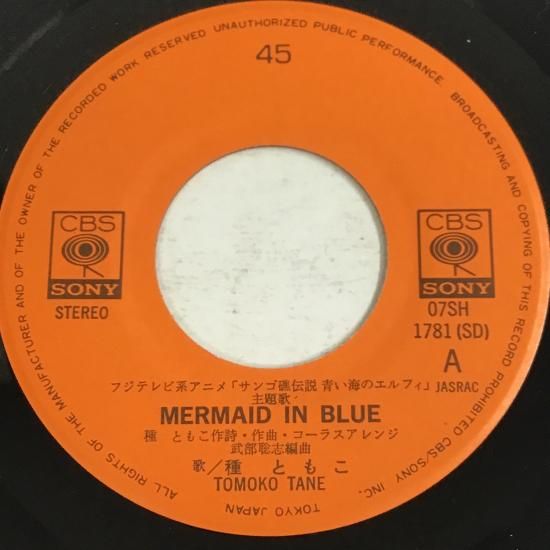 ALL RIGHTS OF THE MANUFACTURER AND OF THE OWNER OF THE RECORDED WORK RESERVED UNAUTHORIZED PUBLIC PERFORMANCE BROADCASTING AND COPYING OF THIS RECORD PROHIBITED CBS/SONY INC.
45
CBS
SONY
STEREO
CBS
SONY
07SH
1781 (SD)
A
JASRAC
フジテレビ系アニメ「サンゴ礁伝説 青い海のエルフィ」
主題歌
MERMAID IN BLUE
種 ともこ作詩・作曲・コーラスアレンジ
武部聡志編曲
歌/種 ともこ
TOMOKO TANE
TOKYO JAPAN